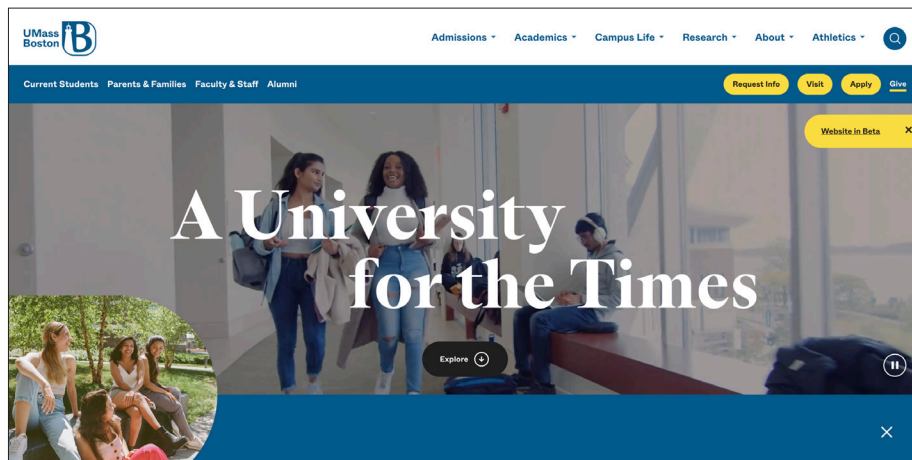 UMass
Boston
B
Admissions Academics Campus Life Research About Athletics
Current Students Parents & Families Faculty & Staff Alumni
Request Info Visit Apply Give
Website in Beta
A University
for the Times
Explore